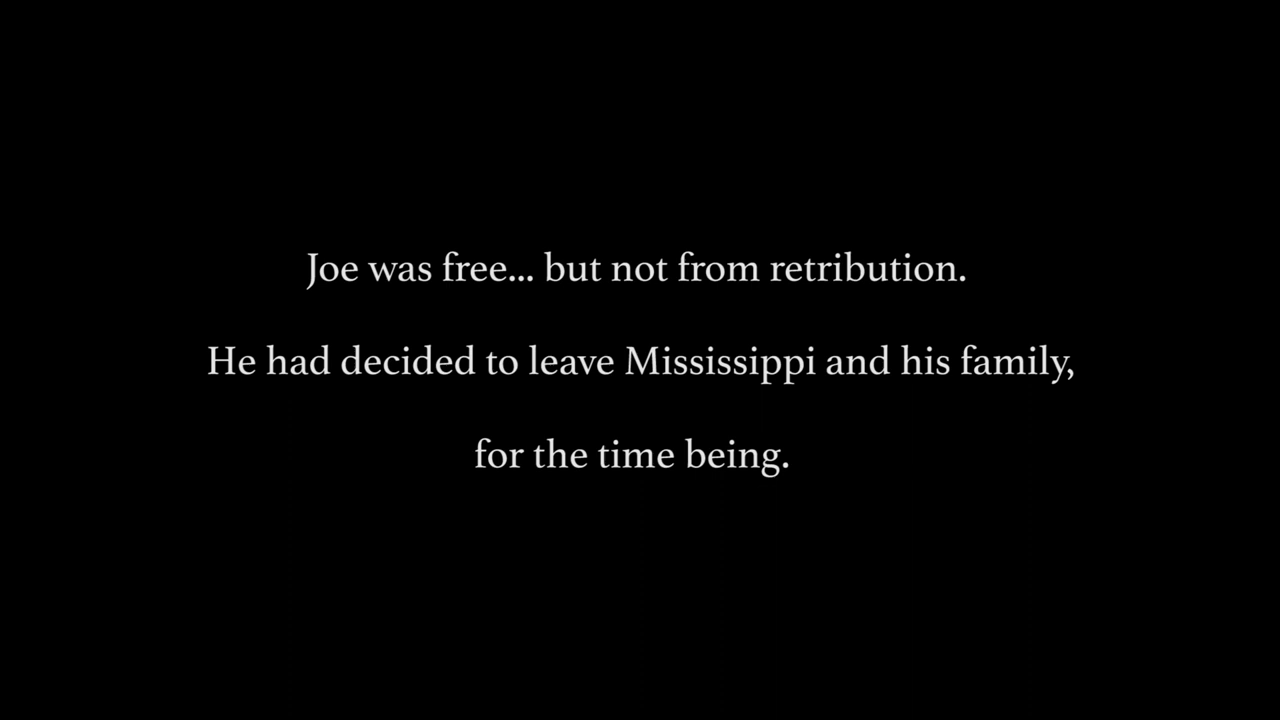 Joe was free... but not from retribution.
He had decided to leave Mississippi and his family,
for the time being.